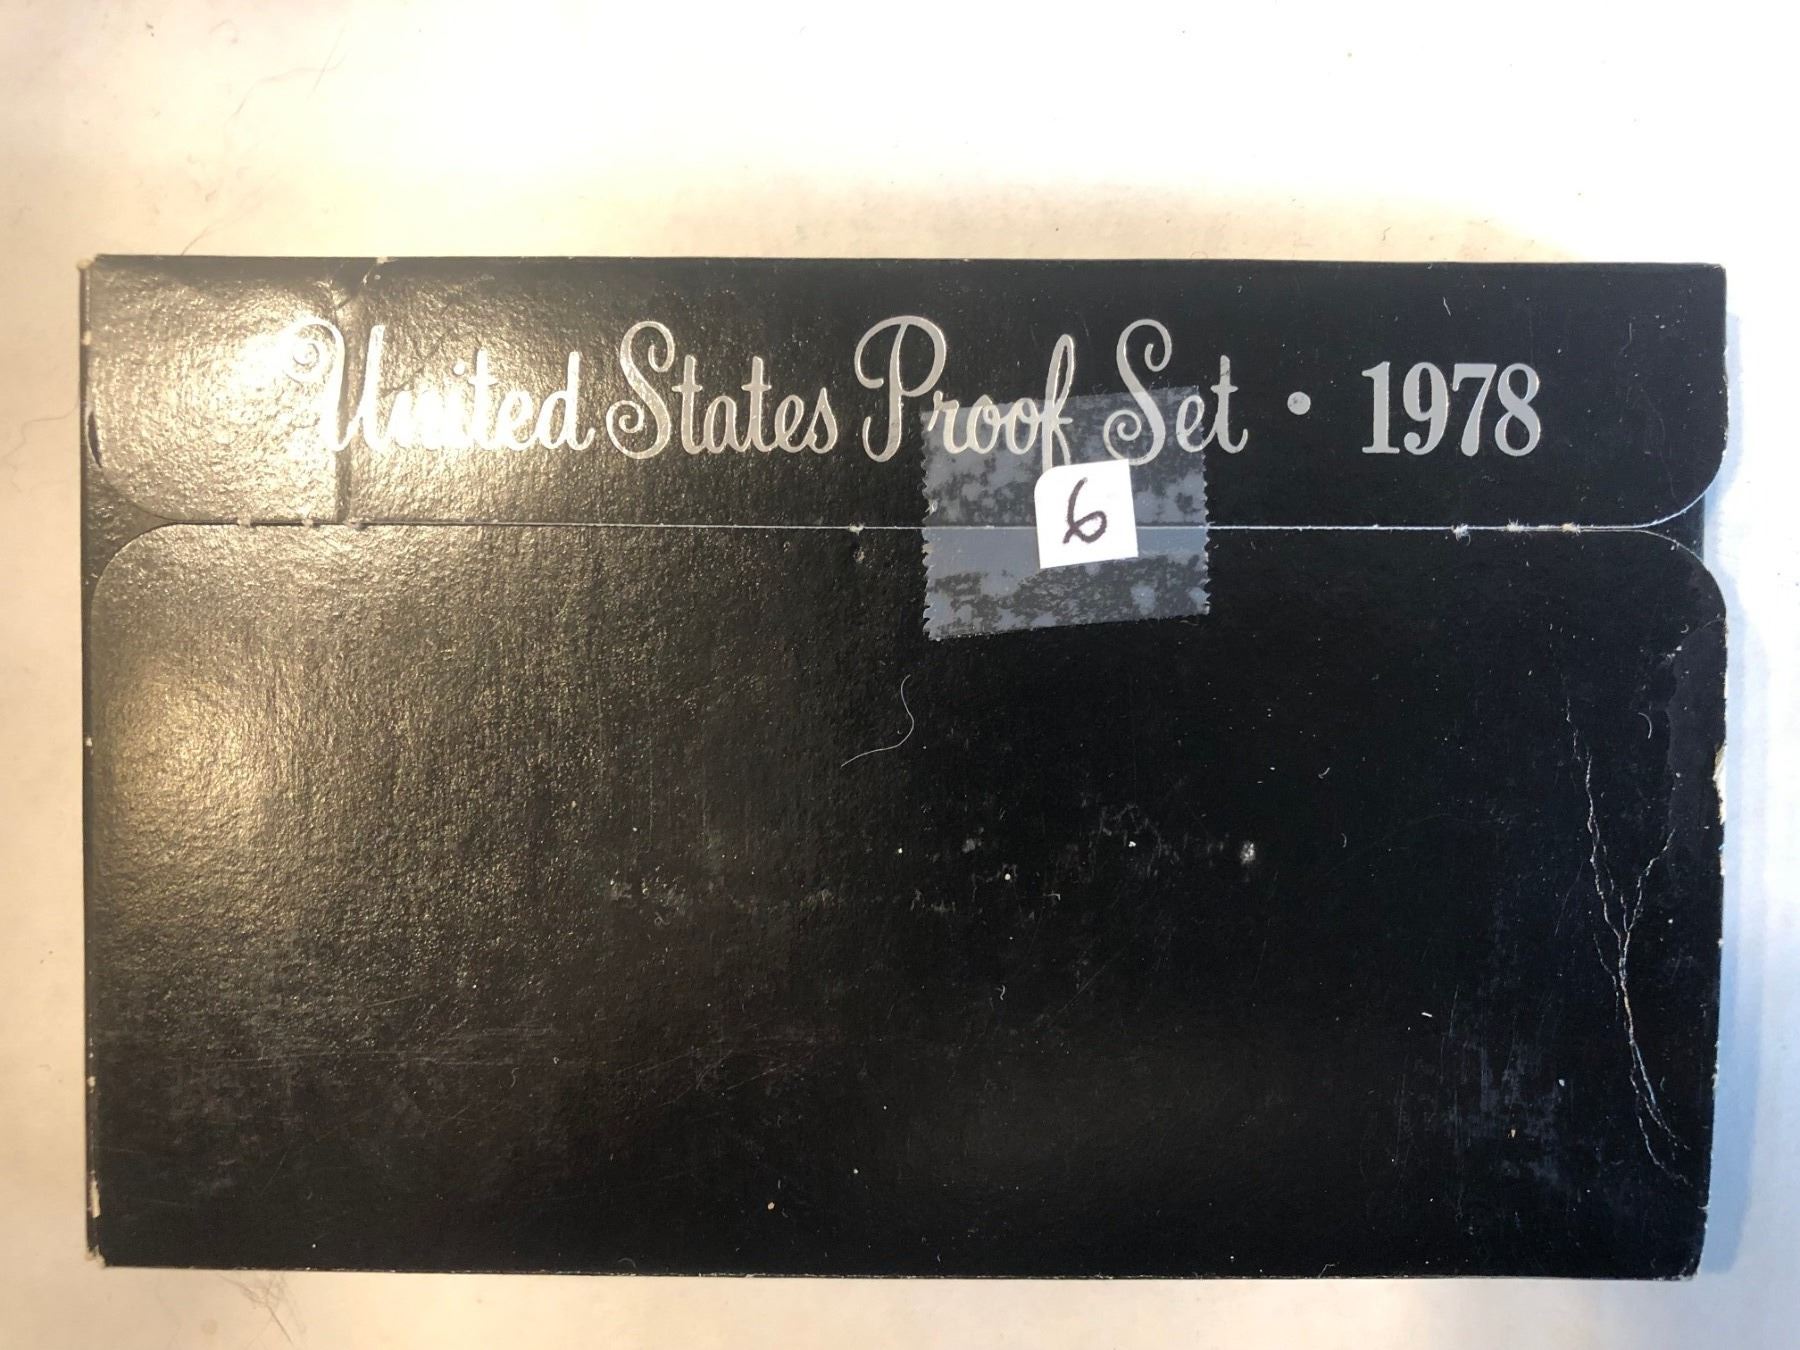 United States Proof Set • 1978
6